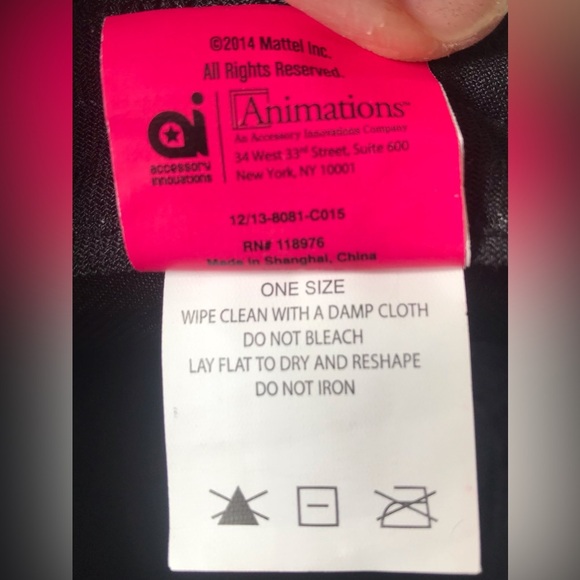 ©2014 Mattel Inc.
All Rights Reserved.
ai
accessory
innovations
Animations™
An Accessory Innovations Company
34 West 33rd Street, Suite 600
New York, NY 10001
12/13-8081-C015
RN# 118976
Made in Shanghai, China
ONE SIZE
WIPE CLEAN WITH A DAMP CLOTH
DO NOT BLEACH
LAY FLAT TO DRY AND RESHAPE
DO NOT IRON